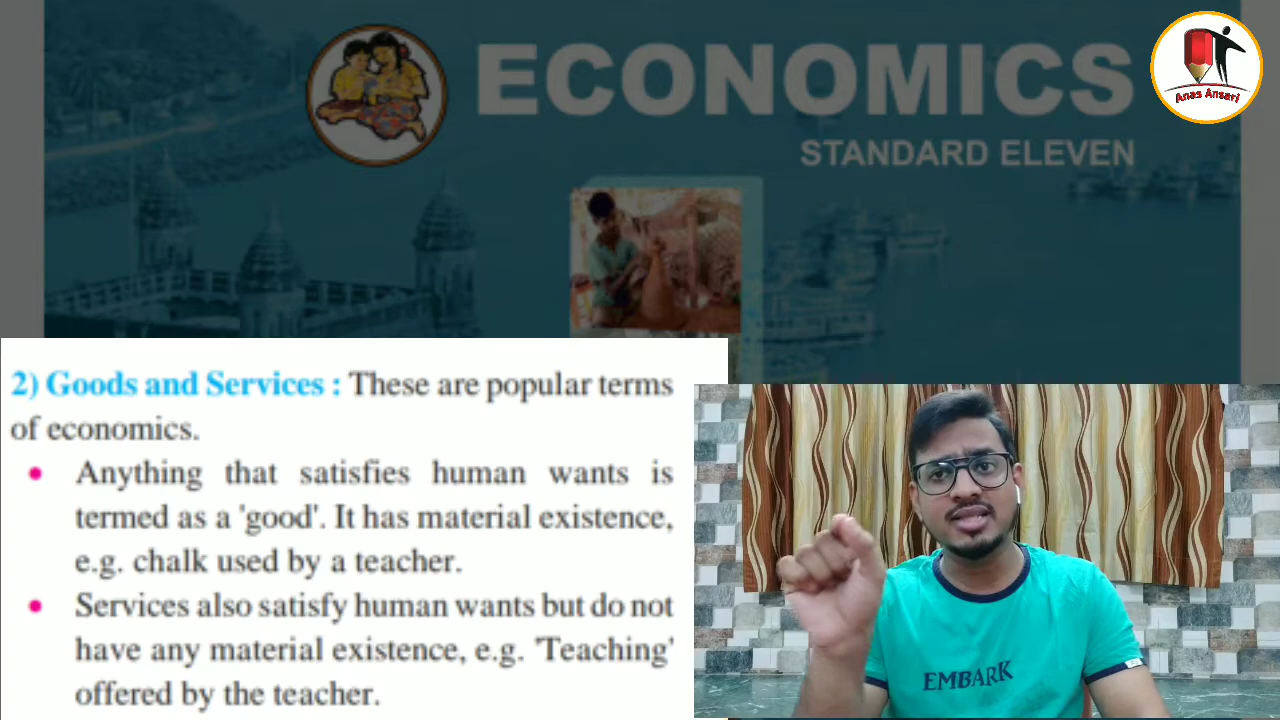 ECONOMICS
STANDARD ELEVEN
Anas Ansari
2) Goods and Services : These are popular terms
of economics.
• Anything that satisfies human wants is
termed as a 'good'. It has material existence,
e.g. chalk used by a teacher.
• Services also satisfy human wants but do not
have any material existence, e.g. 'Teaching'
offered by the teacher.
EMBARK